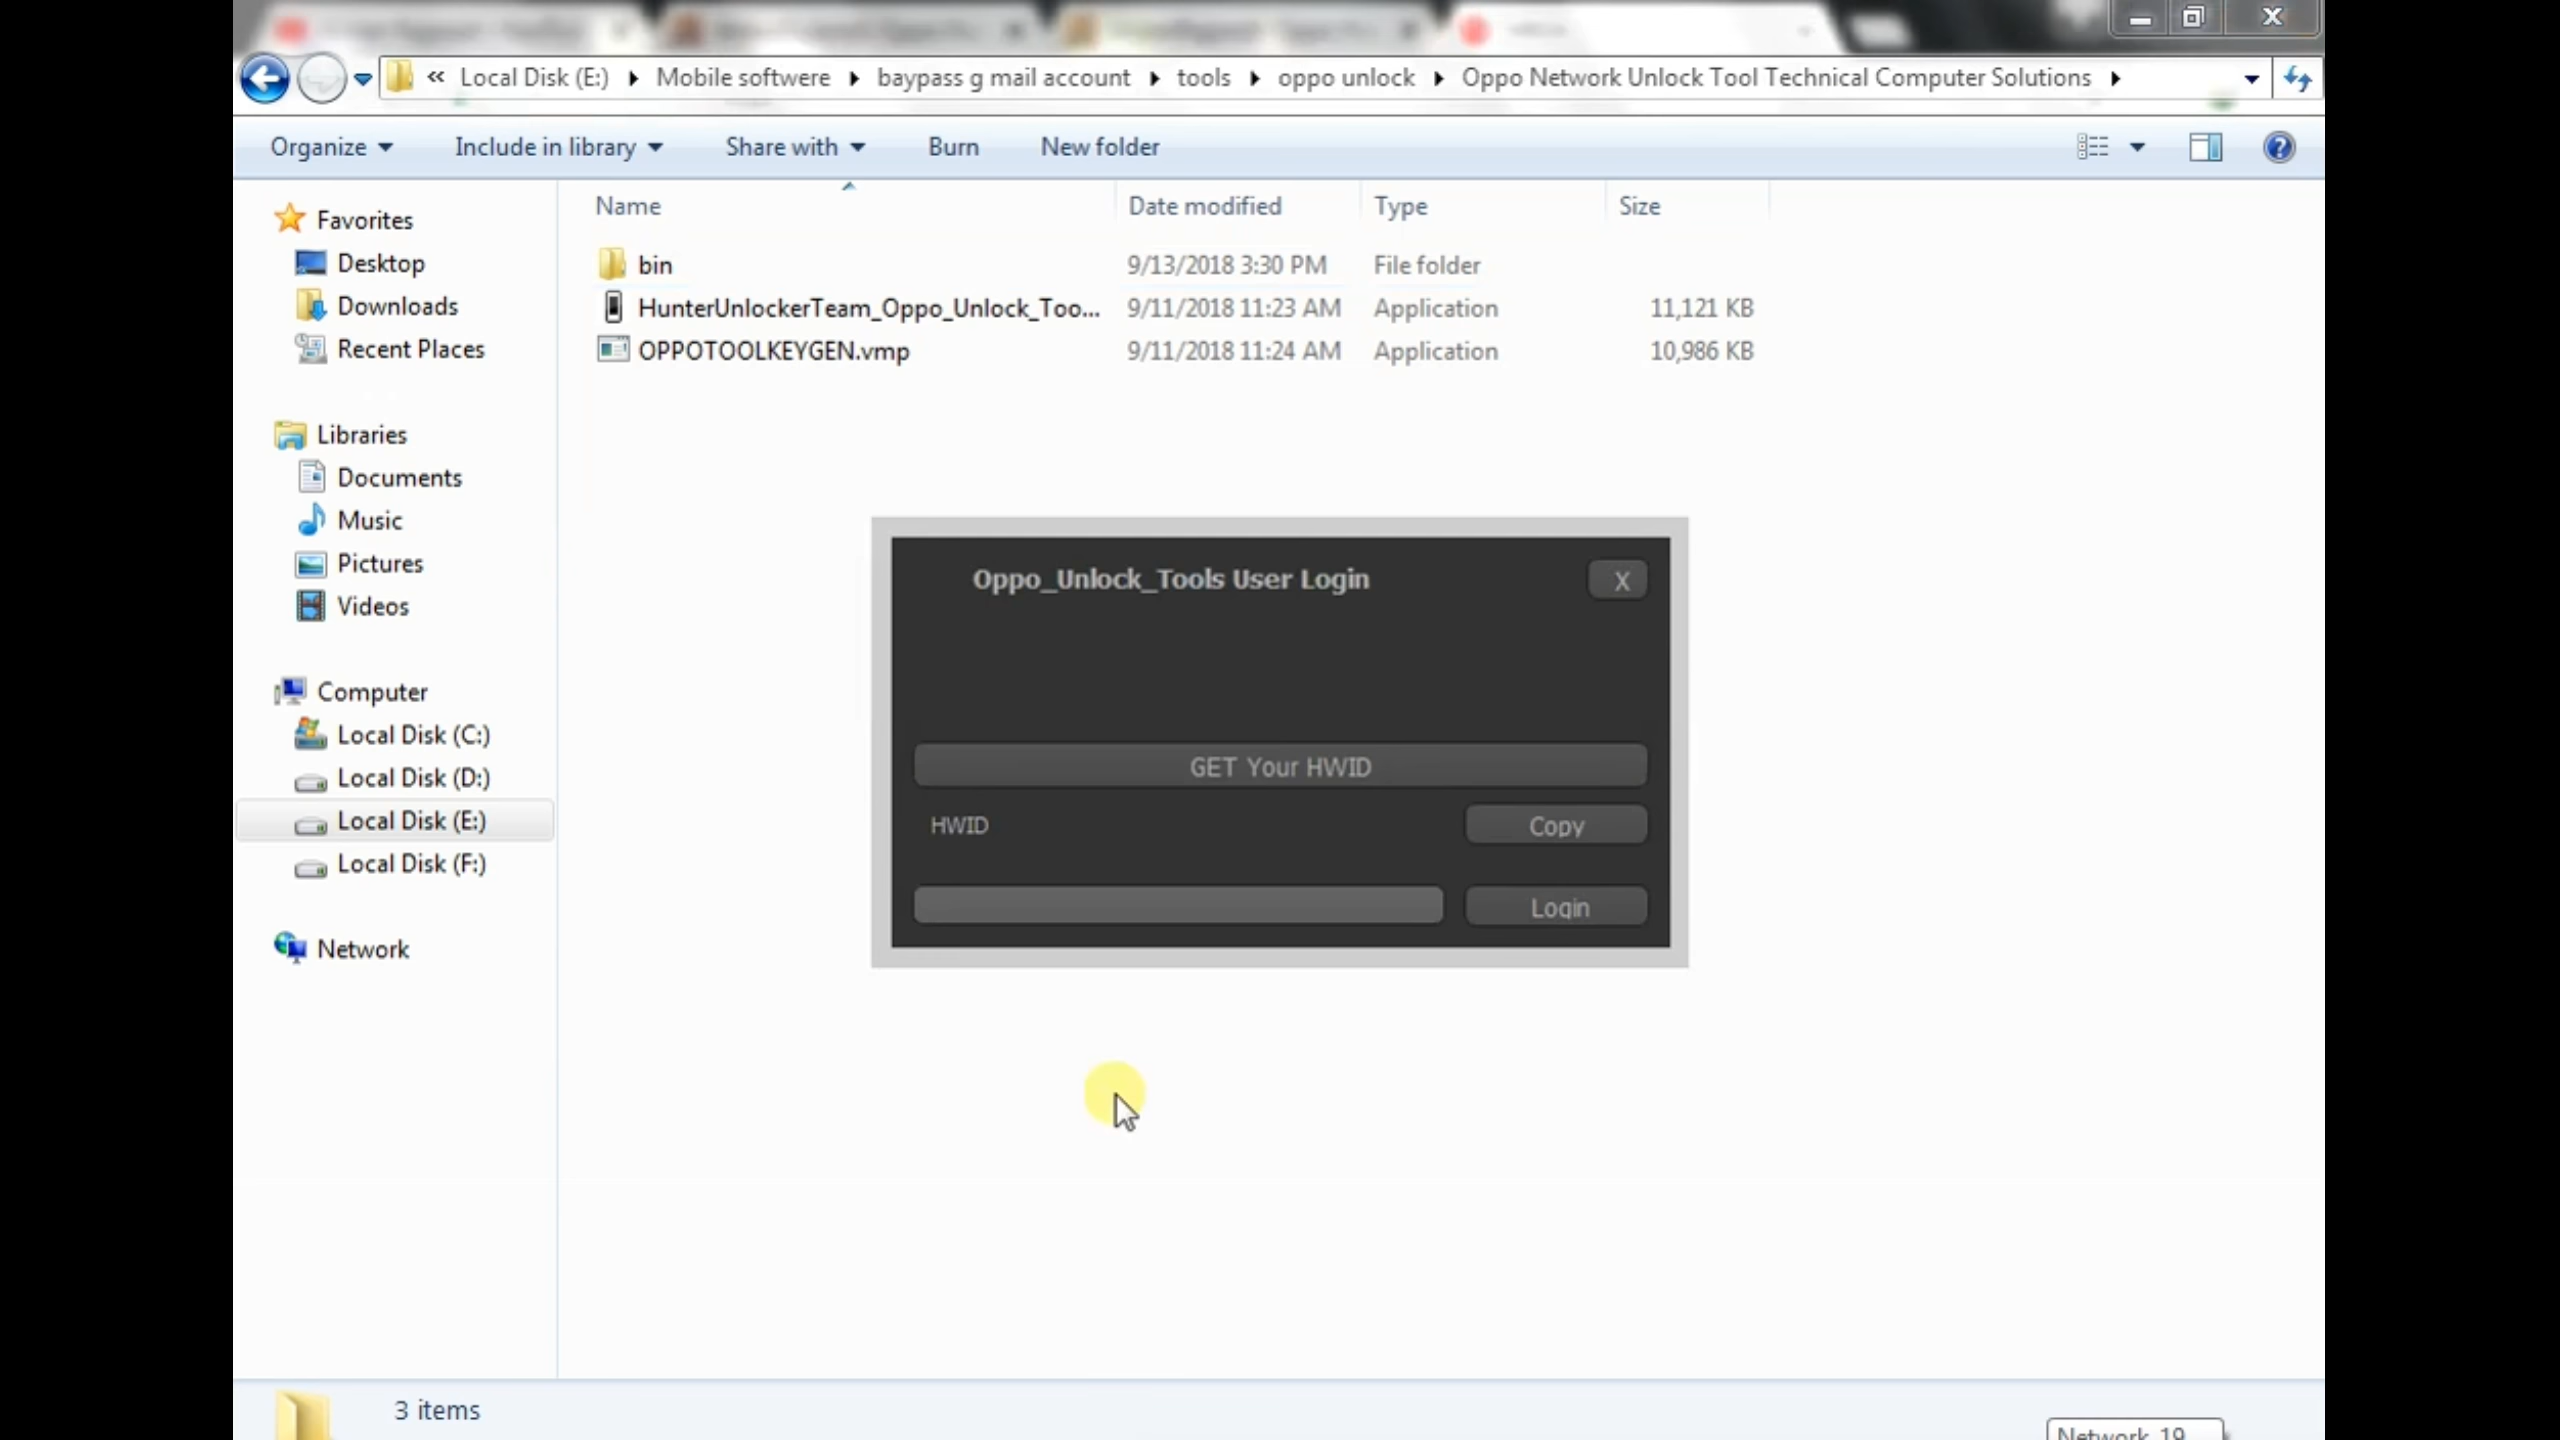 « Local Disk (E:) Mobile softwere baypass g mail account tools oppo unlock Oppo Network Unlock Tool Technical Computer Solutions
Organize Include in library Share with Burn New folder
Name Date modified Type Size
bin 9/13/2018 3:30 PM File folder
HunterUnlockerTeam_Oppo_Unlock_Too... 9/11/2018 11:23 AM Application 11,121 KB
OPPOTOOLKEYGEN.vmp 9/11/2018 11:24 AM Application 10,986 KB
Favorites
Desktop
Downloads
Recent Places
Libraries
Documents
Music
Pictures
Videos
Computer
Local Disk (C:)
Local Disk (D:)
Local Disk (E:)
Local Disk (F:)
Network
Oppo_Unlock_Tools User Login X
GET Your HWID
HWID Copy
Login
3 items
Network 19